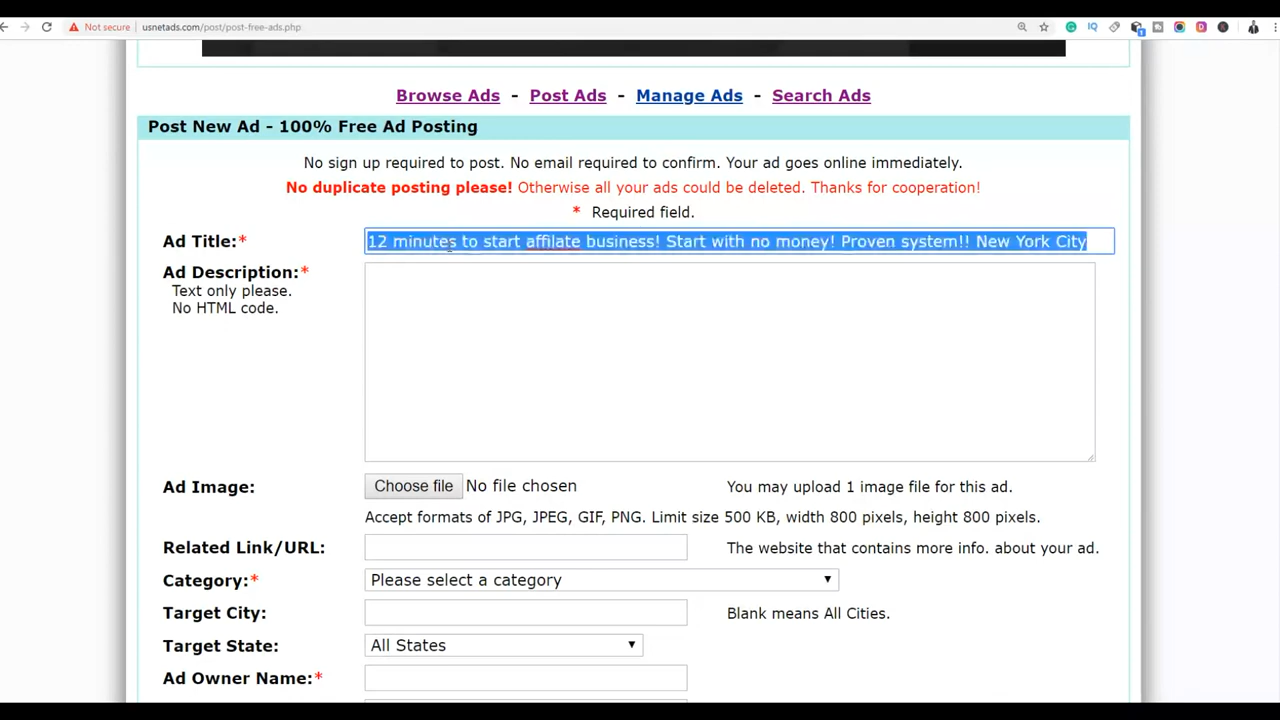 Not secure
usnetads.com/post/post-free-ads.php
Browse Ads - Post Ads - Manage Ads - Search Ads
Post New Ad - 100% Free Ad Posting
No sign up required to post. No email required to confirm. Your ad goes online immediately.
No duplicate posting please! Otherwise all your ads could be deleted. Thanks for cooperation!
* Required field.
Ad Title:* 12 minutes to start affilate business! Start with no money! Proven system!! New York City
Ad Description:*
Text only please.
No HTML code.
Ad Image: Choose file No file chosen You may upload 1 image file for this ad.
Accept formats of JPG, JPEG, GIF, PNG. Limit size 500 KB, width 800 pixels, height 800 pixels.
Related Link/URL: The website that contains more info. about your ad.
Category:* Please select a category
Target City: Blank means All Cities.
Target State: All States
Ad Owner Name:*